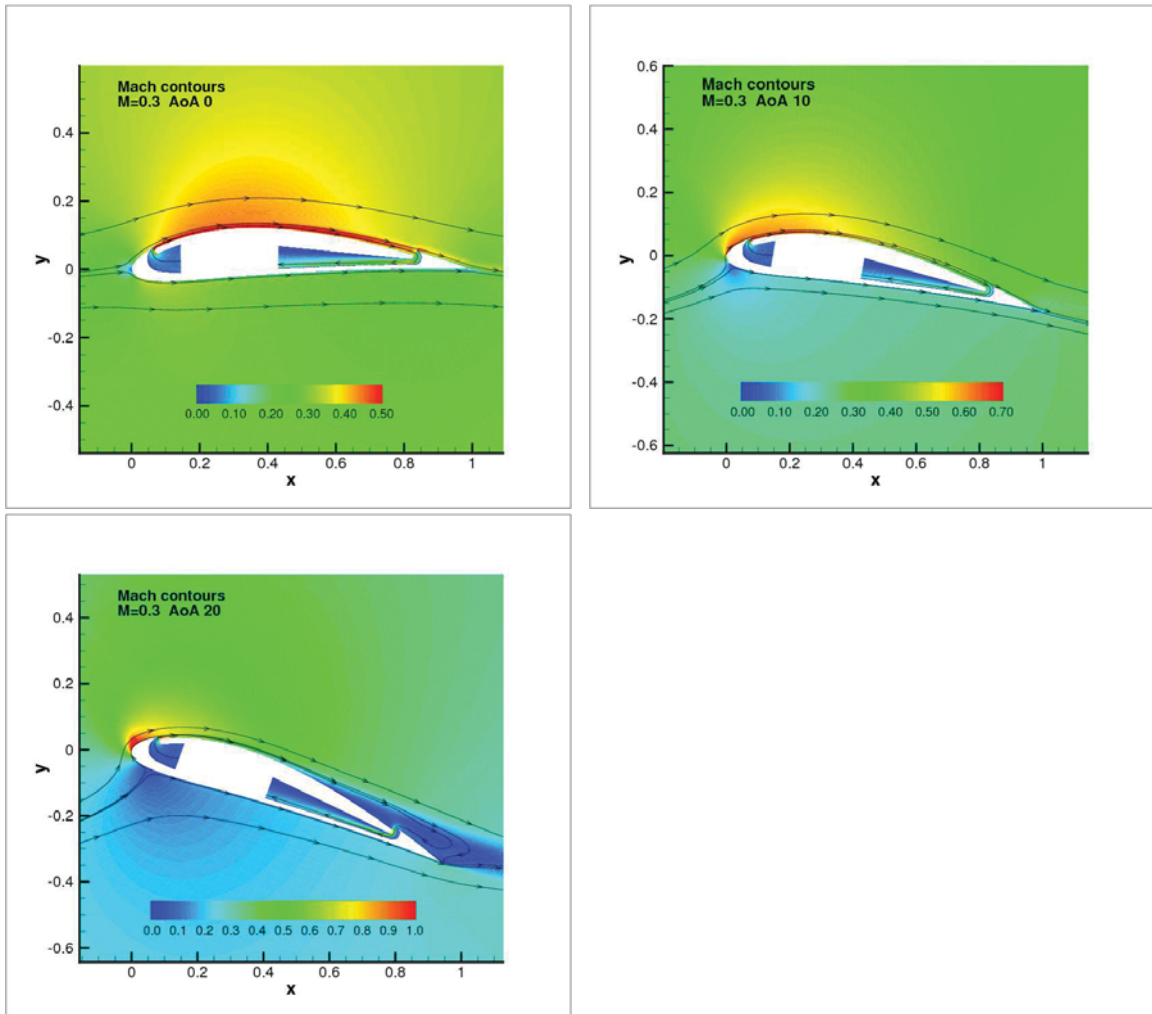 Mach contours
M=0.3 AoA 0
0.4
0.2
0
-0.2
-0.4
y
0.00 0.10 0.20 0.30 0.40 0.50
0 0.2 0.4 0.6 0.8 1
x
Mach contours
M=0.3 AoA 10
0.6
0.4
0.2
0
-0.2
-0.4
-0.6
y
0.00 0.10 0.20 0.30 0.40 0.50 0.60 0.70
0 0.2 0.4 0.6 0.8 1
x
Mach contours
M=0.3 AoA 20
0.4
0.2
0
-0.2
-0.4
-0.6
y
0.0 0.1 0.2 0.3 0.4 0.5 0.6 0.7 0.8 0.9 1.0
0 0.2 0.4 0.6 0.8 1
x